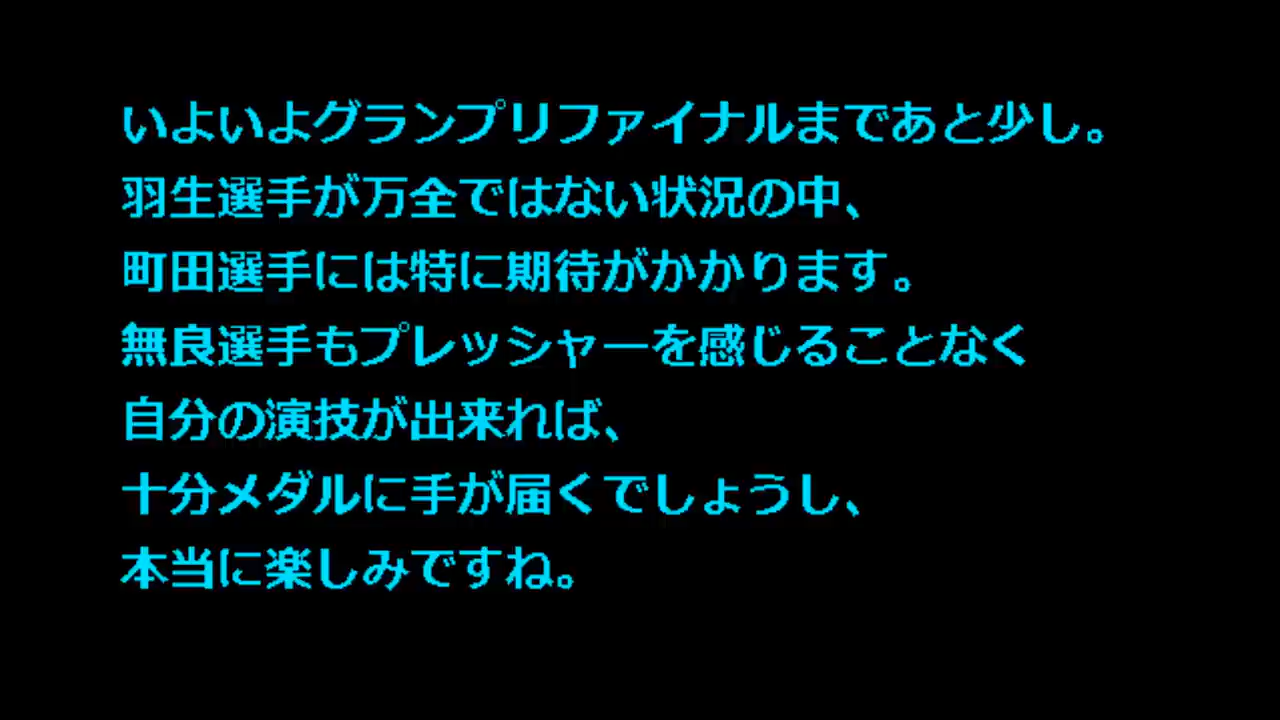 いよいよグランプリファイナルまであと少し。
羽生選手が万全ではない状況の中、
町田選手には特に期待がかかります。
無良選手もプレッシャーを感じることなく
自分の演技が出来れば、
十分メダルに手が届くでしょうし、
本当に楽しみですね。